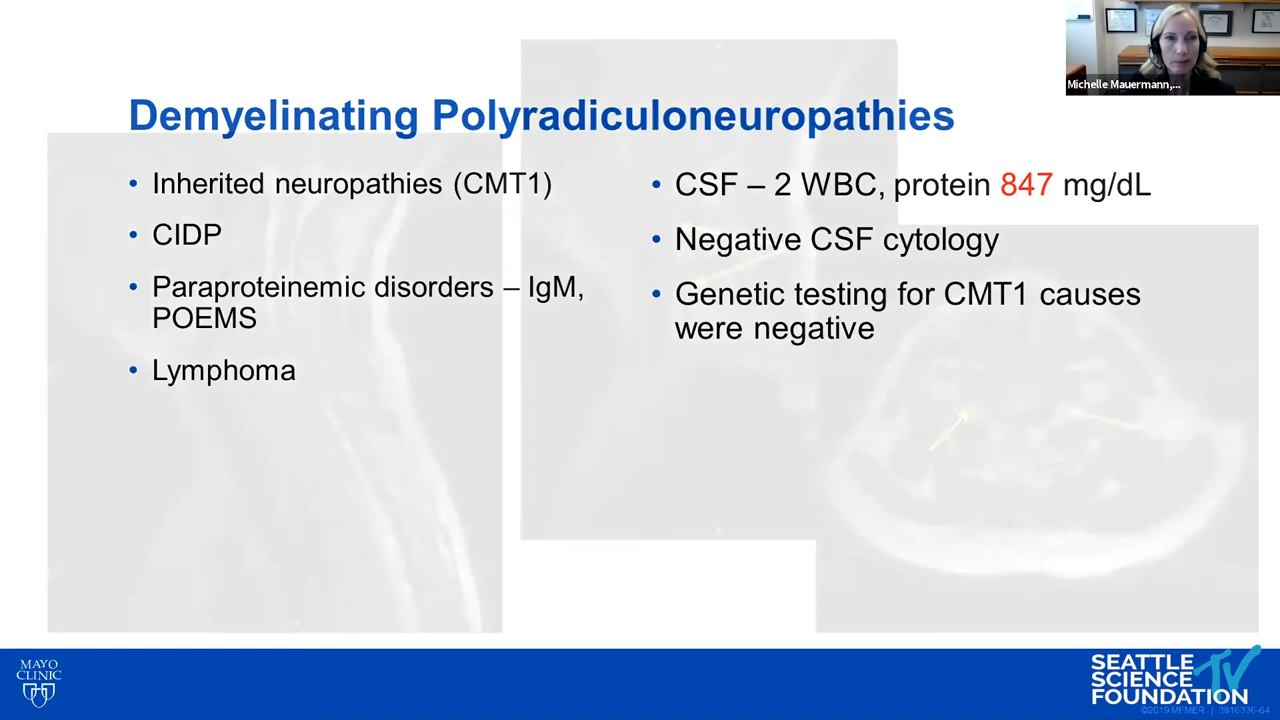 Michelle Mauermann,...
Demyelinating Polyradiculoneuropathies
• Inherited neuropathies (CMT1)
• CIDP
• Paraproteinemic disorders – IgM,
POEMS
• Lymphoma
• CSF – 2 WBC, protein 847 mg/dL
• Negative CSF cytology
• Genetic testing for CMT1 causes
were negative
MAYO
CLINIC
SEATTLE
SCIENCE
FOUNDATION
TV
©2019 MFMER | 3816336-64